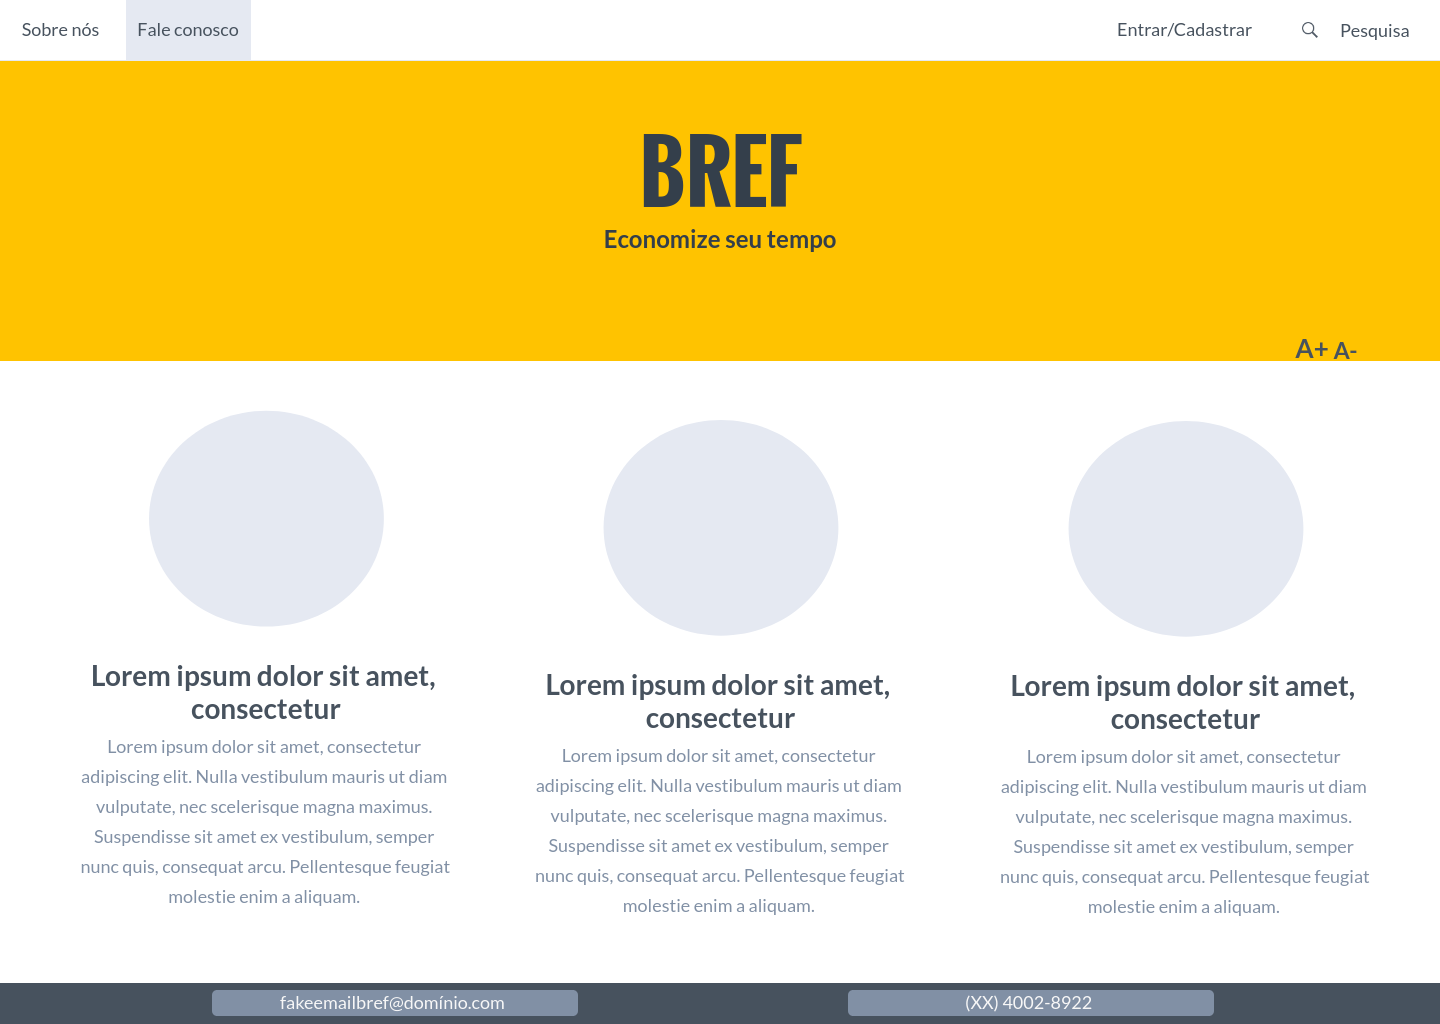 Sobre nós
Fale conosco
Entrar/Cadastrar
Pesquisa
BREF
Economize seu tempo
A+ A-
Lorem ipsum dolor sit amet,
consectetur
Lorem ipsum dolor sit amet, consectetur
adipiscing elit. Nulla vestibulum mauris ut diam
vulputate, nec scelerisque magna maximus.
Suspendisse sit amet ex vestibulum, semper
nunc quis, consequat arcu. Pellentesque feugiat
molestie enim a aliquam.
Lorem ipsum dolor sit amet,
consectetur
Lorem ipsum dolor sit amet, consectetur
adipiscing elit. Nulla vestibulum mauris ut diam
vulputate, nec scelerisque magna maximus.
Suspendisse sit amet ex vestibulum, semper
nunc quis, consequat arcu. Pellentesque feugiat
molestie enim a aliquam.
Lorem ipsum dolor sit amet,
consectetur
Lorem ipsum dolor sit amet, consectetur
adipiscing elit. Nulla vestibulum mauris ut diam
vulputate, nec scelerisque magna maximus.
Suspendisse sit amet ex vestibulum, semper
nunc quis, consequat arcu. Pellentesque feugiat
molestie enim a aliquam.
fakeemailbref@domínio.com
(XX) 4002-8922